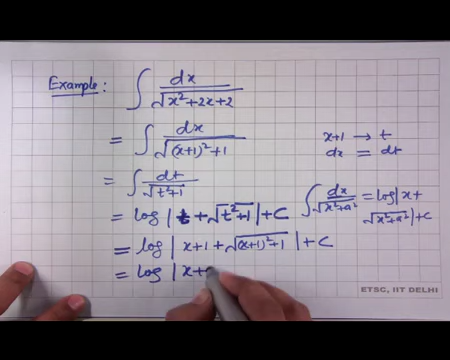 Example: ∫ dx / √(x²+2x+2)
= ∫ dx / √((x+1)²+1)
x+1 → t
dx = dt
= ∫ dt / √(t²+1)
∫ dx / √(x²+a²) = log|x+
√(x²+a²)|+C
= log | t + √(t²+1) | + C
= log | x+1 + √((x+1)²+1) | + C
= log | x+
ETSC, IIT DELHI